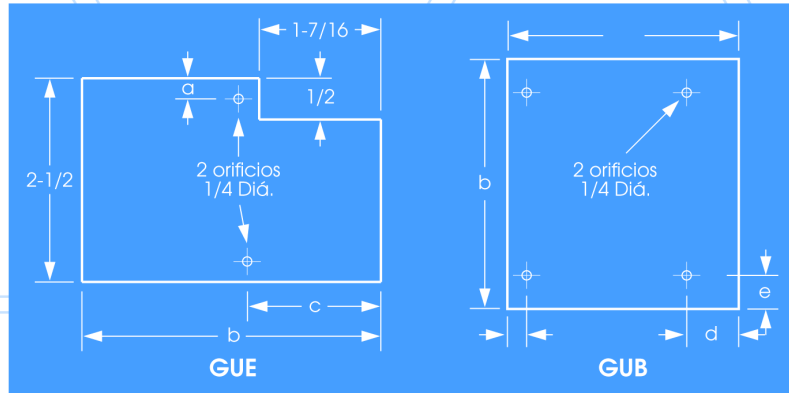 1-7/16
a
1/2
2-1/2
2 orificios
1/4 Diá.
c
b
GUE
b
2 orificios
1/4 Diá.
e
d
GUB